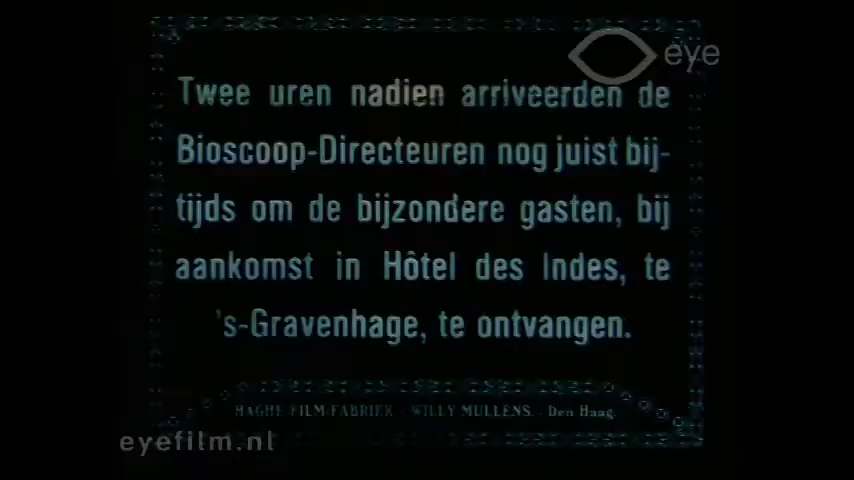 eye
Twee uren nadien arriveerden de
Bioscoop-Directeuren nog juist bij-
tijds om de bijzondere gasten, bij
aankomst in Hôtel des Indes, te
's-Gravenhage, te ontvangen.
HAGHE FILM-FABRIEK - WILLY MULLENS. - Den Haag.
eyefilm.nl